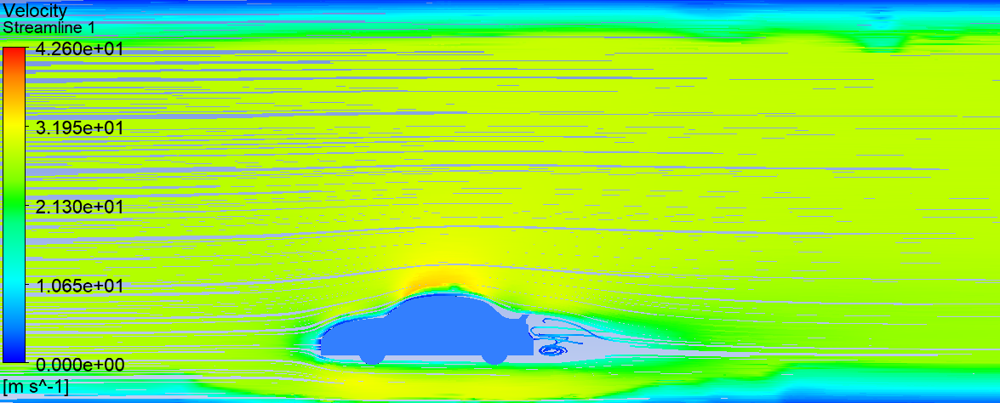 Velocity
Streamline 1
4.260e+01
3.195e+01
2.130e+01
1.065e+01
0.000e+00
[m s^-1]